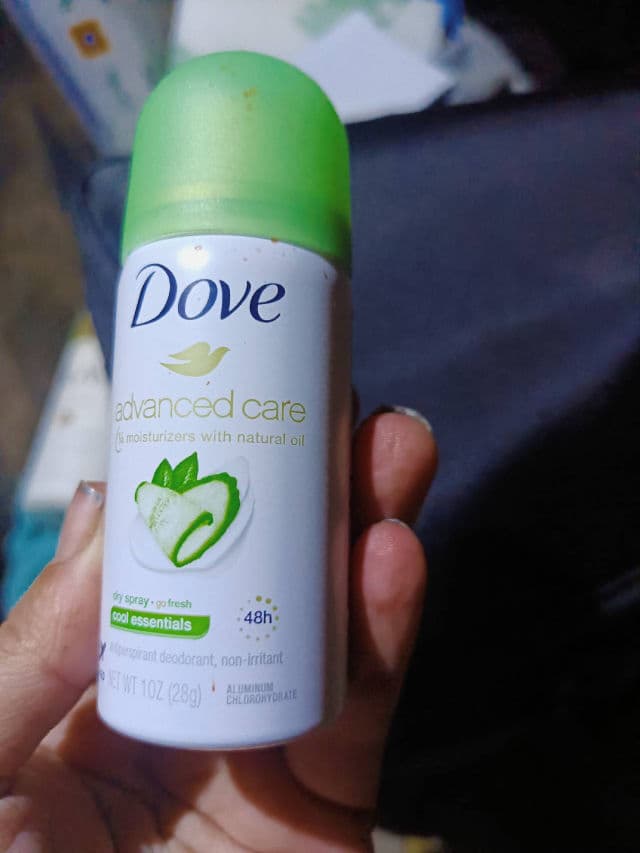 Dove
advanced care
moisturizers with natural oil
dry spray • go fresh
cool essentials
48h
antiperspirant deodorant, non-irritant
NET WT 1OZ (28g)
ALUMINUM
CHLOROHYDRATE